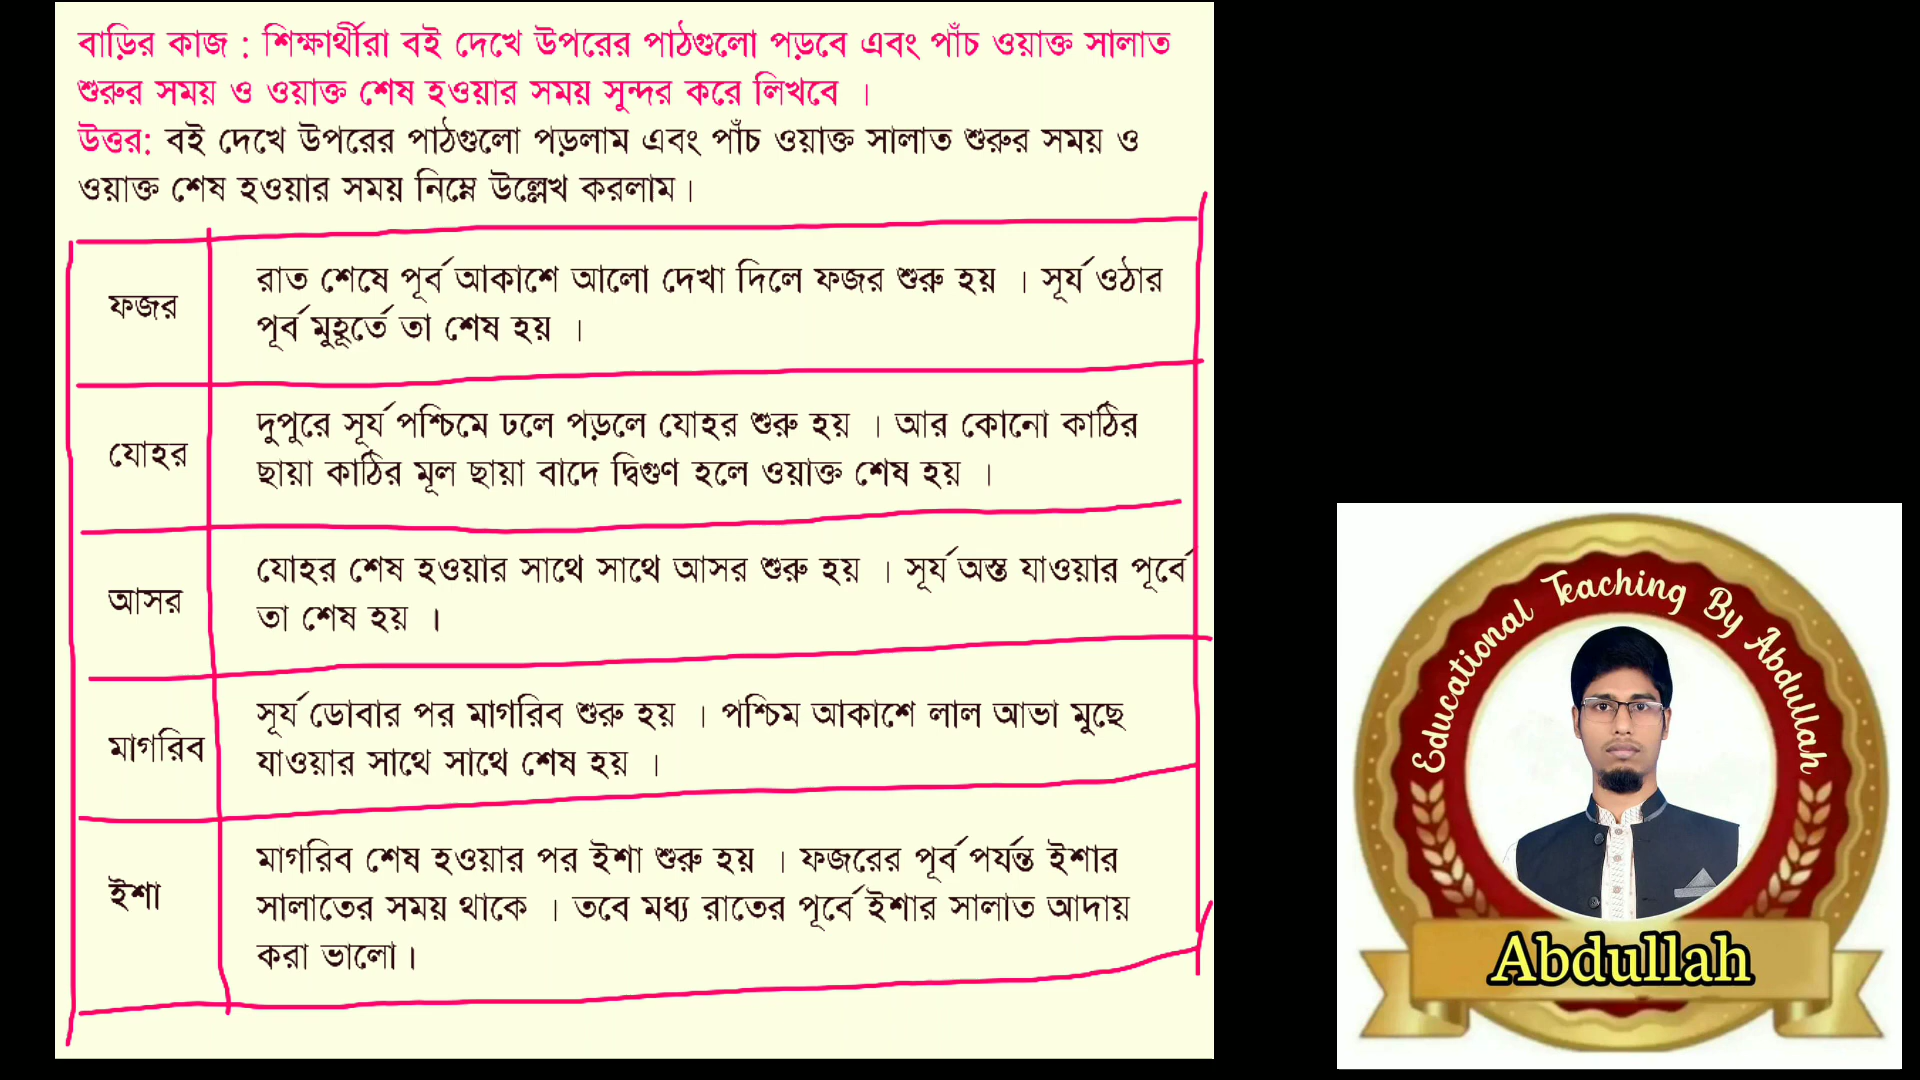 বাড়ির কাজ : শিক্ষার্থীরা বই দেখে উপরের পাঠগুলো পড়বে এবং পাঁচ ওয়াক্ত সালাত
শুরুর সময় ও ওয়াক্ত শেষ হওয়ার সময় সুন্দর করে লিখবে ।
উত্তর: বই দেখে উপরের পাঠগুলো পড়লাম এবং পাঁচ ওয়াক্ত সালাত শুরুর সময় ও
ওয়াক্ত শেষ হওয়ার সময় নিম্নে উল্লেখ করলাম।
ফজর
রাত শেষে পূর্ব আকাশে আলো দেখা দিলে ফজর শুরু হয় । সূর্য ওঠার
পূর্ব মুহূর্তে তা শেষ হয় ।
যোহর
দুপুরে সূর্য পশ্চিমে ঢলে পড়লে যোহর শুরু হয় । আর কোনো কাঠির
ছায়া কাঠির মূল ছায়া বাদে দ্বিগুণ হলে ওয়াক্ত শেষ হয় ।
আসর
যোহর শেষ হওয়ার সাথে সাথে আসর শুরু হয় । সূর্য অস্ত যাওয়ার পূর্বে
তা শেষ হয় ।
মাগরিব
সূর্য ডোবার পর মাগরিব শুরু হয় । পশ্চিম আকাশে লাল আভা মুছে
যাওয়ার সাথে সাথে শেষ হয় ।
ইশা
মাগরিব শেষ হওয়ার পর ইশা শুরু হয় । ফজরের পূর্ব পর্যন্ত ইশার
সালাতের সময় থাকে । তবে মধ্য রাতের পূর্বে ইশার সালাত আদায়
করা ভালো।
Educational Teaching By Abdullah
Abdullah